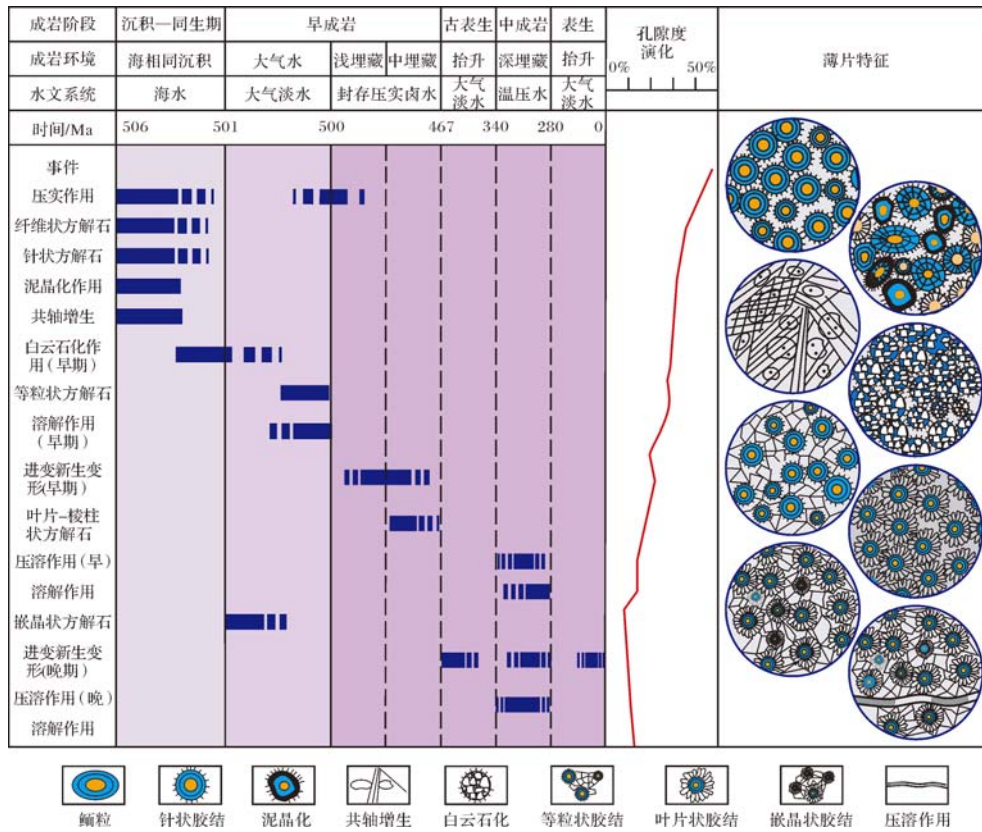 成岩阶段 沉积—同生期 早成岩 古表生 中成岩 表生
成岩环境 海相同沉积 大气水 浅埋藏 中埋藏 抬升 深埋藏 抬升
水文系统 海水 大气淡水 封存压实卤水 大气淡水 温压水 大气淡水
孔隙度演化
0% 50%
薄片特征
时间/Ma 506 501 500 467 340 280 0
事件
压实作用
纤维状方解石
针状方解石
泥晶化作用
共轴增生
白云石化作
用(早期)
等粒状方解石
溶解作用
(早期)
进变新生变
形(早期)
叶片-棱柱
状方解石
压溶作用(早)
溶解作用
嵌晶状方解石
进变新生变
形(晚期)
压溶作用(晚)
溶解作用
鲕粒 针状胶结 泥晶化 共轴增生 白云石化 等粒状胶结 叶片状胶结 嵌晶状胶结 压溶作用